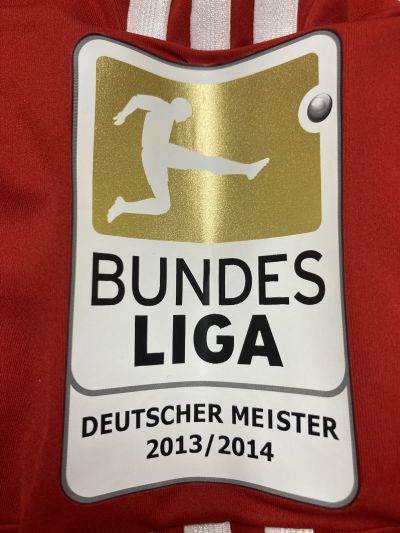 BUNDES
LIGA
DEUTSCHER MEISTER
2013/2014